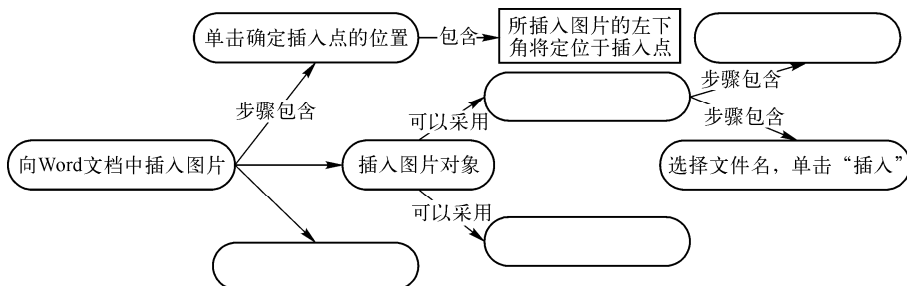 单击确定插入点的位置
包含
所插入图片的左下
角将定位于插入点
步骤包含
步骤包含
可以采用
步骤包含
向Word文档中插入图片
插入图片对象
选择文件名，单击“插入”
可以采用